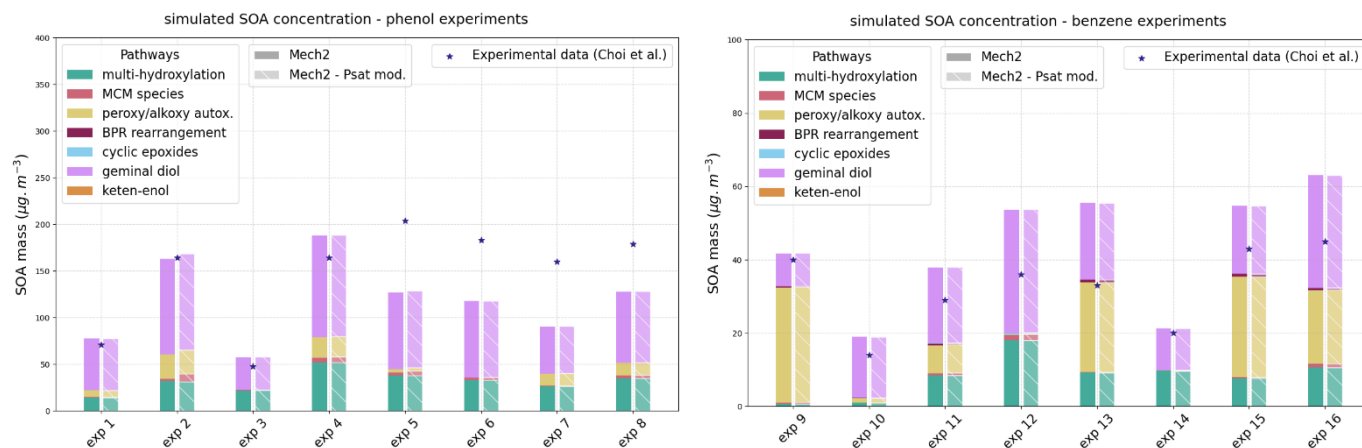 simulated SOA concentration - phenol experiments
400
350
300
250
200
150
100
50
0
SOA mass (μg. m⁻³)
Pathways
multi-hydroxylation
MCM species
peroxy/alkoxy autox.
BPR rearrangement
cyclic epoxides
geminal diol
keten-enol
Mech2
Mech2 - Psat mod.
Experimental data (Choi et al.)
exp 1
exp 2
exp 3
exp 4
exp 5
exp 6
exp 7
exp 8
simulated SOA concentration - benzene experiments
100
80
60
40
20
0
SOA mass (μg. m⁻³)
Pathways
multi-hydroxylation
MCM species
peroxy/alkoxy autox.
BPR rearrangement
cyclic epoxides
geminal diol
keten-enol
Mech2
Mech2 - Psat mod.
Experimental data (Choi et al.)
exp 9
exp 10
exp 11
exp 12
exp 13
exp 14
exp 15
exp 16